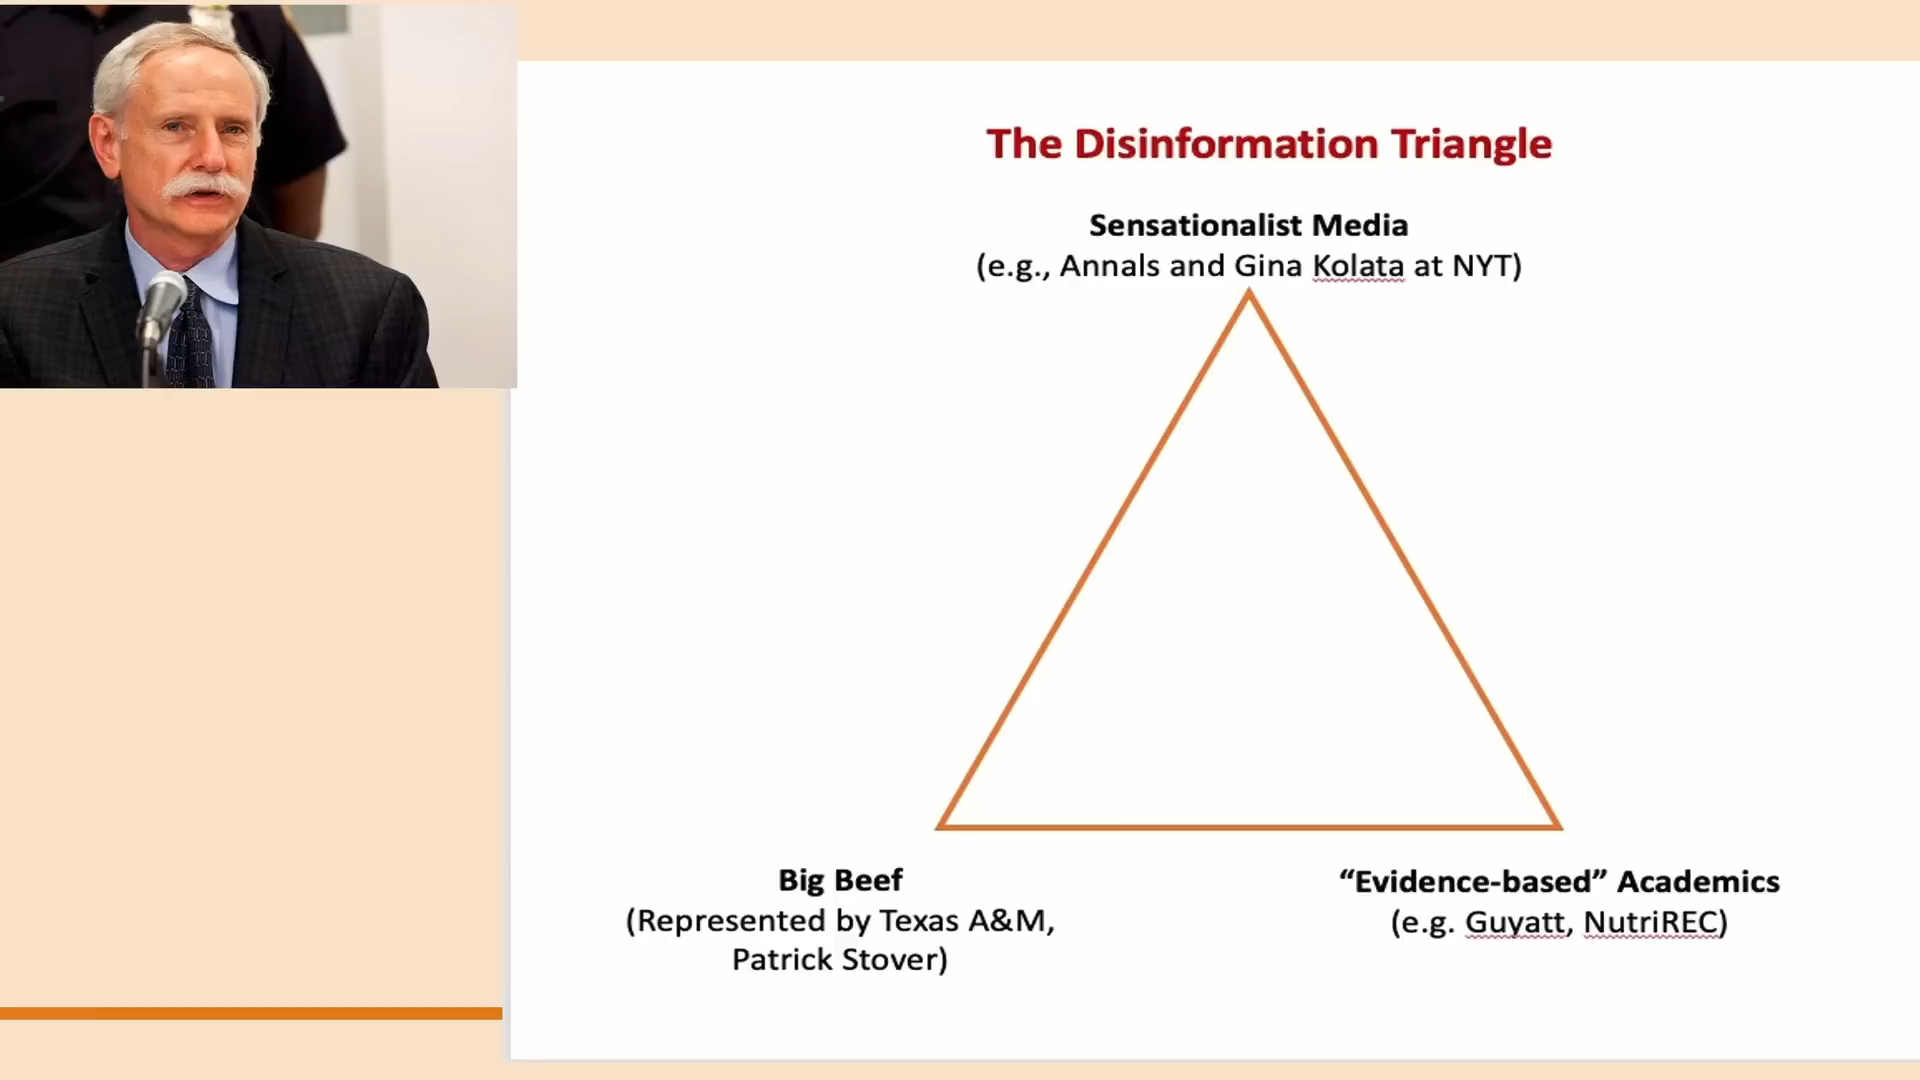 The Disinformation Triangle
Sensationalist Media
(e.g., Annals and Gina Kolata at NYT)
Big Beef
(Represented by Texas A&M,
Patrick Stover)
“Evidence-based” Academics
(e.g. Guyatt, NutriREC)